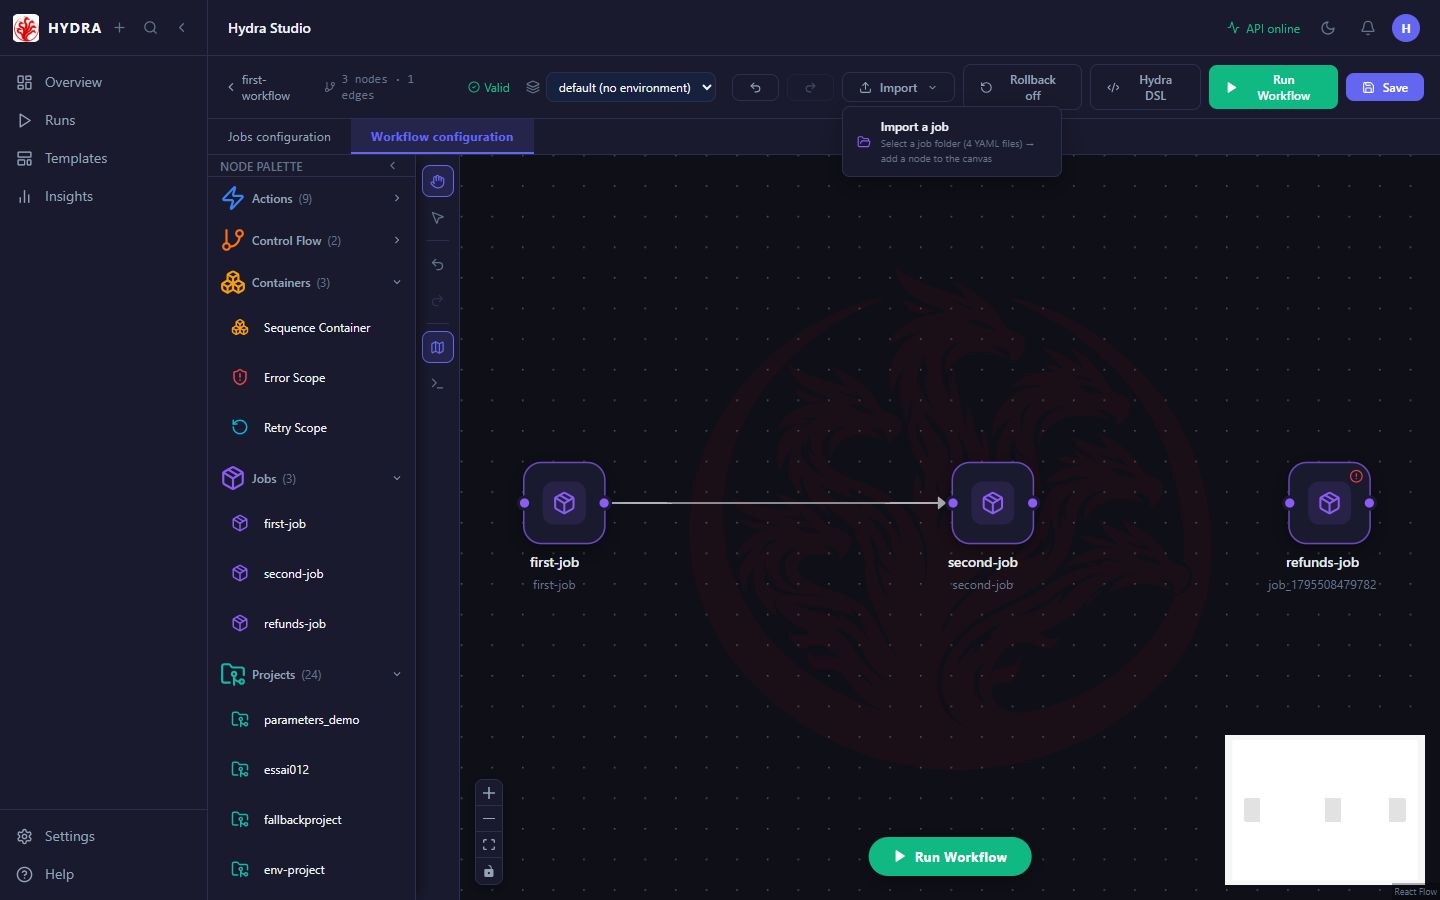 HYDRA
Hydra Studio
API online
H
Overview
Runs
Templates
Insights
Settings
Help
first-
workflow
3 nodes · 1
edges
Valid
default (no environment)
Import
Rollback
off
Hydra
DSL
Run
Workflow
Save
Import a job
Select a job folder (4 YAML files) →
add a node to the canvas
Jobs configuration
Workflow configuration
NODE PALETTE
Actions (9)
Control Flow (2)
Containers (3)
Sequence Container
Error Scope
Retry Scope
Jobs (3)
first-job
second-job
refunds-job
Projects (24)
parameters_demo
essai012
fallbackproject
env-project
first-job
first-job
second-job
second-job
refunds-job
job_1795508479782
Run Workflow
React Flow